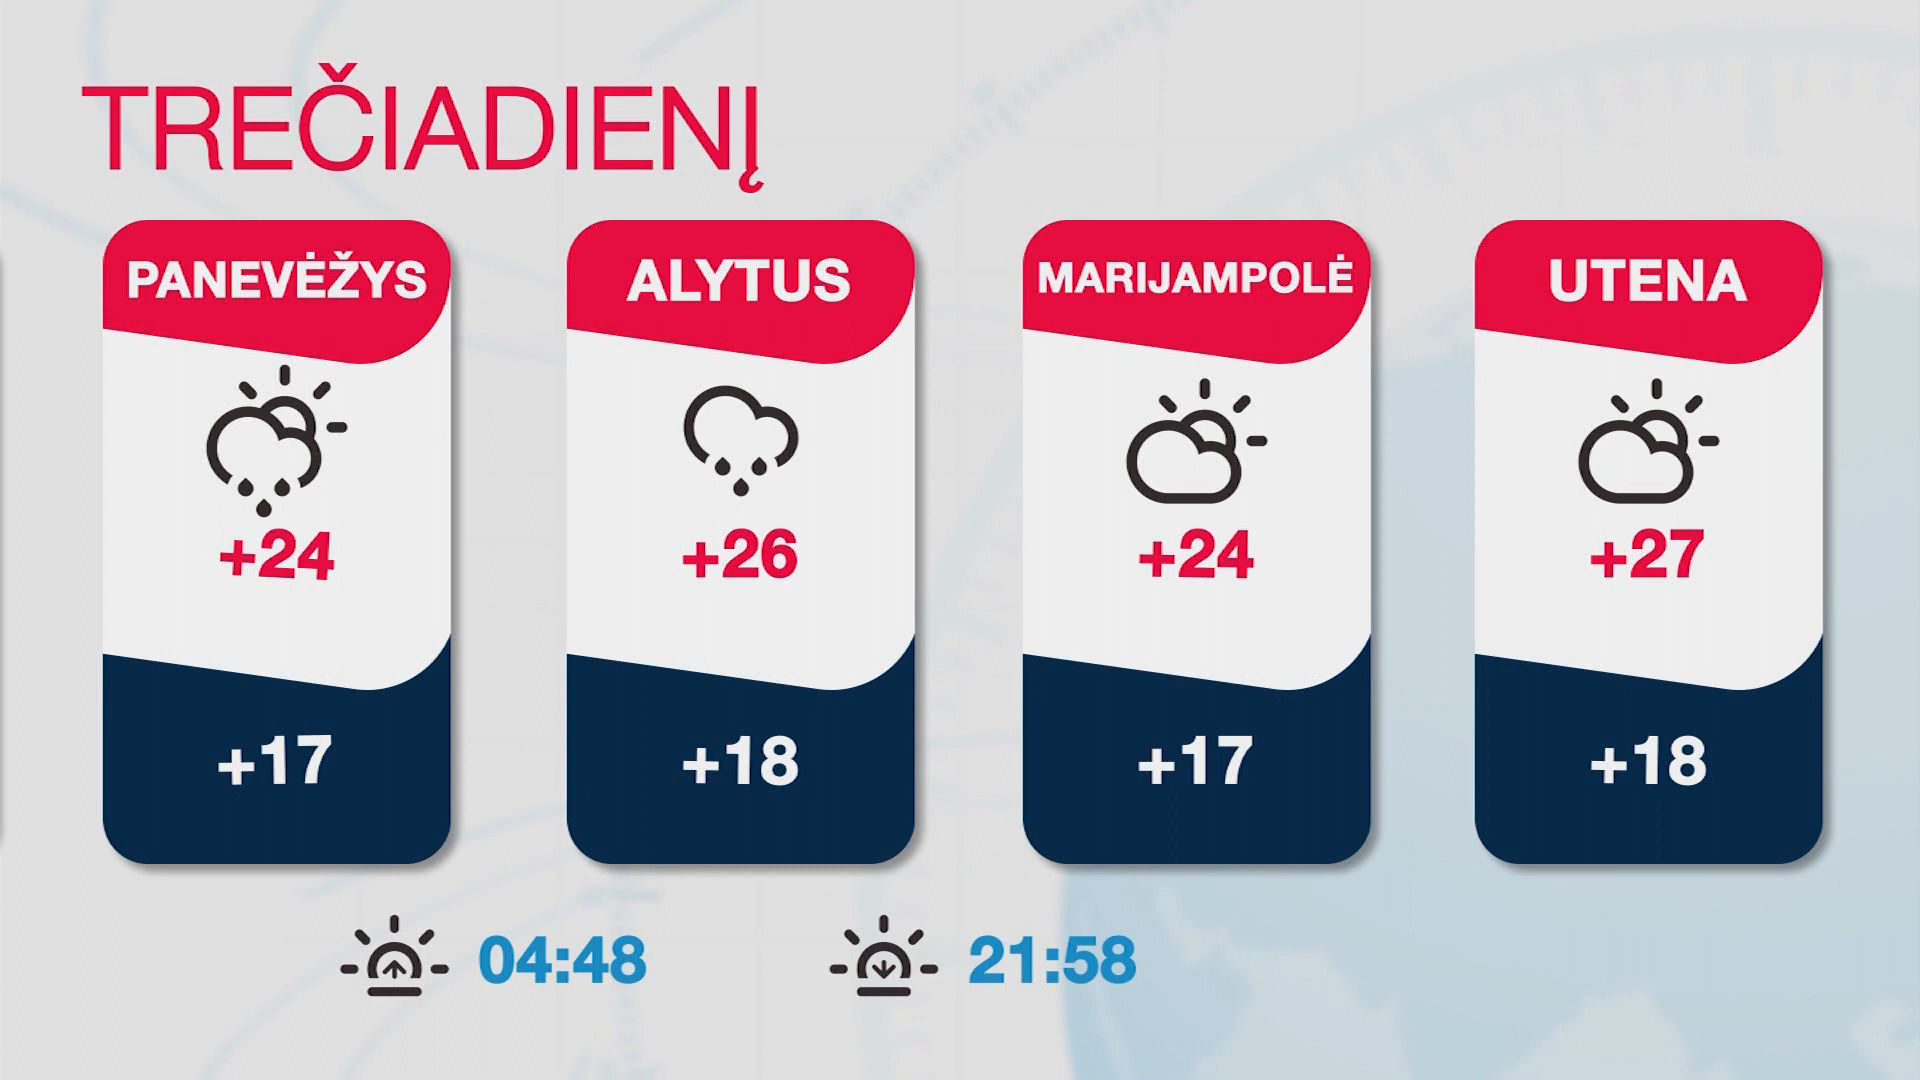 TREČIADIENĮ
PANEVĖŽYS
+24
+17
ALYTUS
+26
+18
MARIJAMPOLĖ
+24
+17
UTENA
+27
+18
04:48
21:58